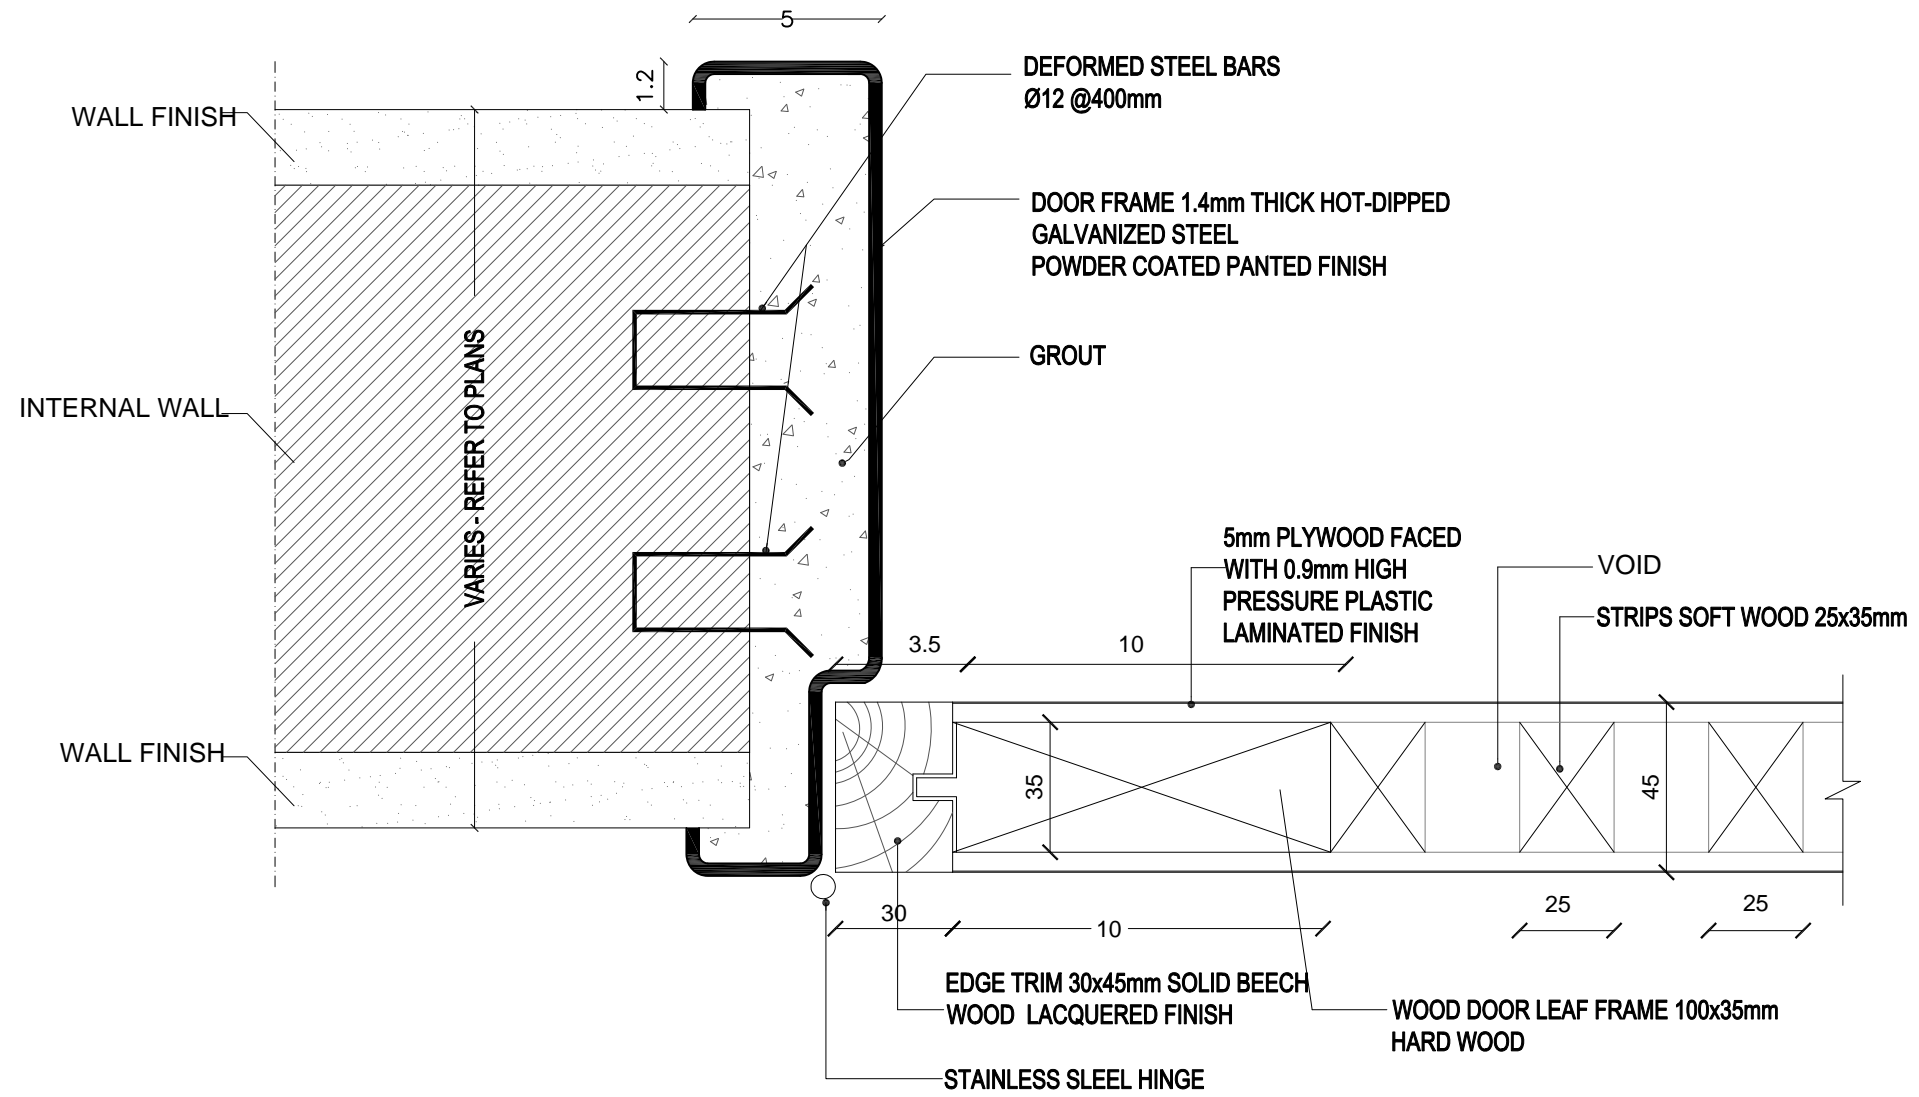 5
1.2
DEFORMED STEEL BARS
Ø12 @400mm
WALL FINISH
DOOR FRAME 1.4mm THICK HOT-DIPPED
GALVANIZED STEEL
POWDER COATED PANTED FINISH
GROUT
INTERNAL WALL
VARIES - REFER TO PLANS
5mm PLYWOOD FACED
WITH 0.9mm HIGH
PRESSURE PLASTIC
LAMINATED FINISH
VOID
STRIPS SOFT WOOD 25x35mm
3.5
10
WALL FINISH
35
45
30
10
25
25
EDGE TRIM 30x45mm SOLID BEECH
WOOD LACQUERED FINISH
WOOD DOOR LEAF FRAME 100x35mm
HARD WOOD
STAINLESS SLEEL HINGE